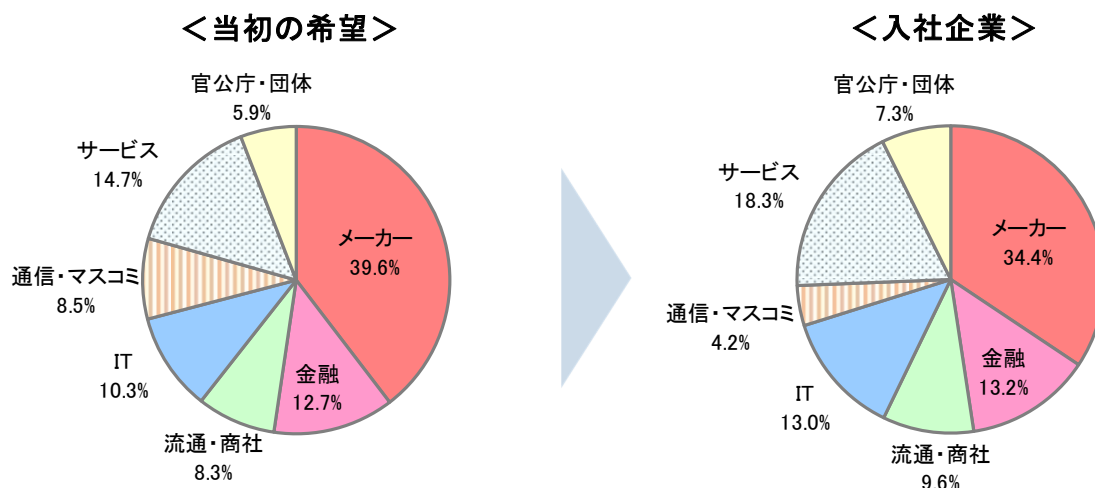 ＜当初の希望＞
官公庁・団体
5.9%
サービス
14.7%
メーカー
39.6%
通信・マスコミ
8.5%
IT
10.3%
金融
12.7%
流通・商社
8.3%
＜入社企業＞
官公庁・団体
7.3%
サービス
18.3%
メーカー
34.4%
通信・マスコミ
4.2%
IT
13.0%
金融
13.2%
流通・商社
9.6%